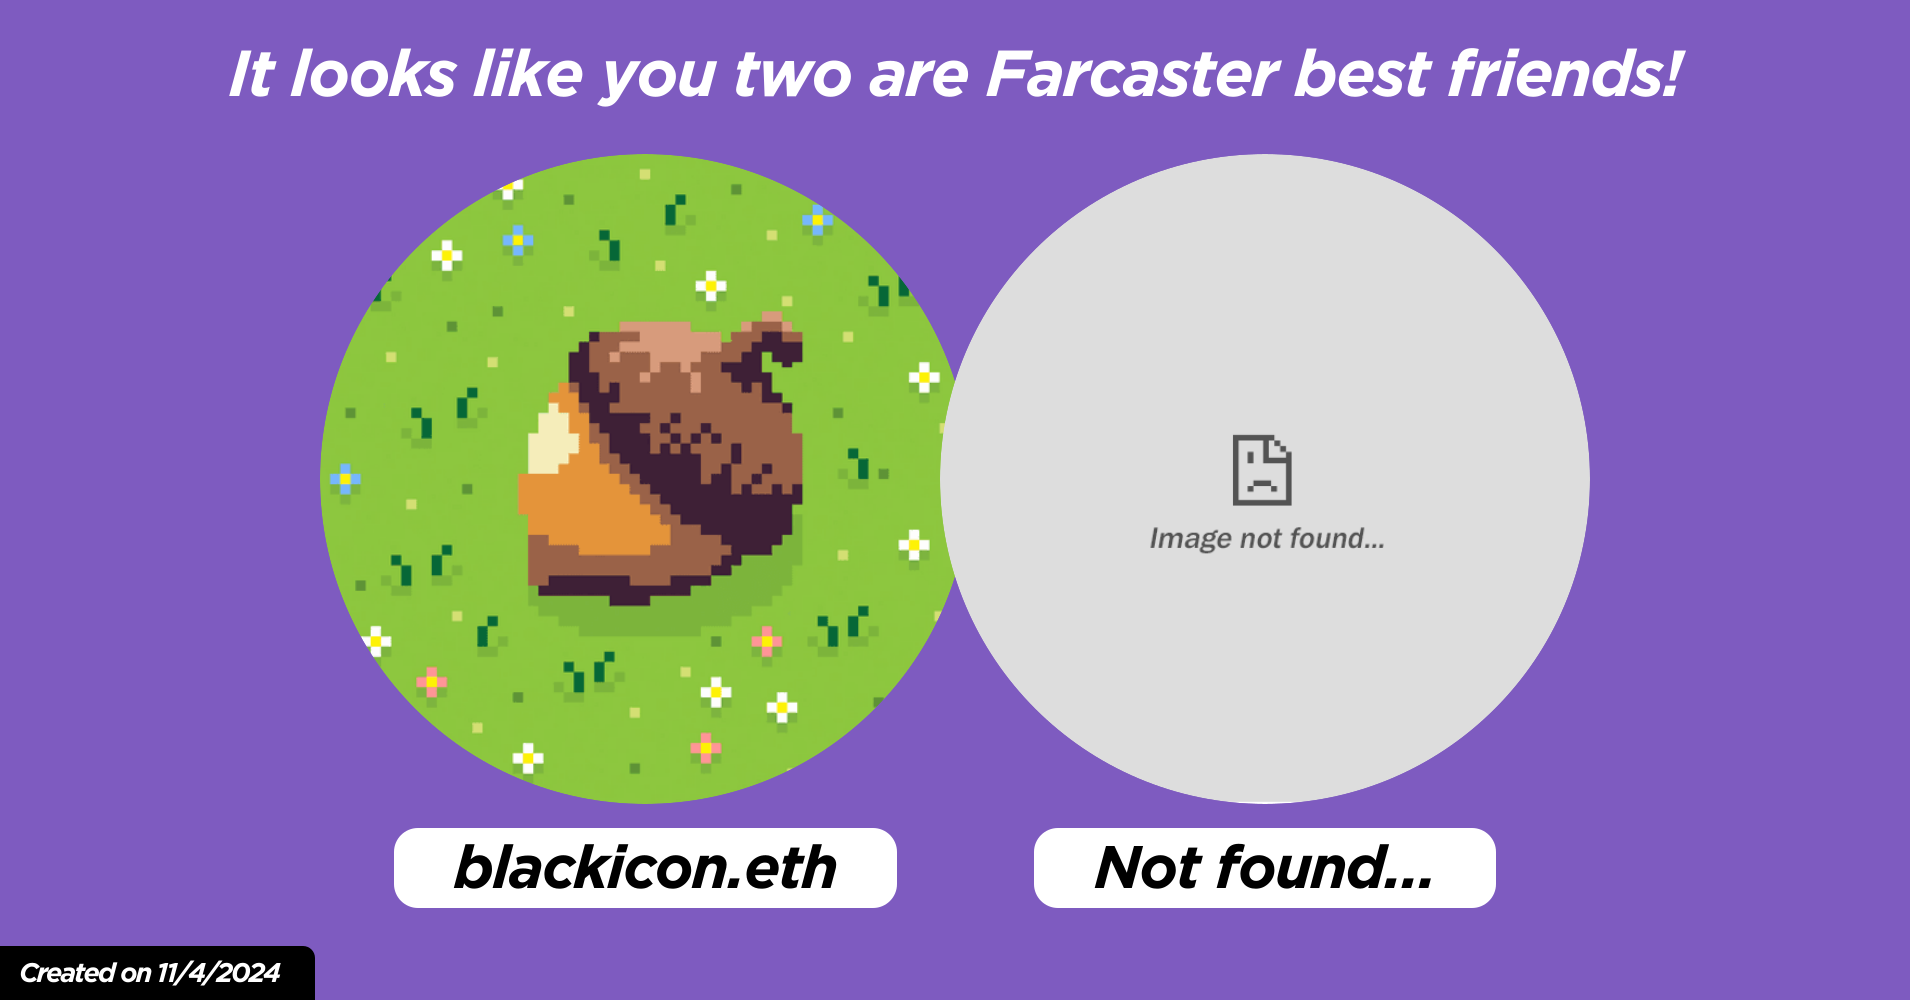 It looks like you two are Farcaster best friends!
Image not found...
blackicon.eth
Not found...
Created on 11/4/2024